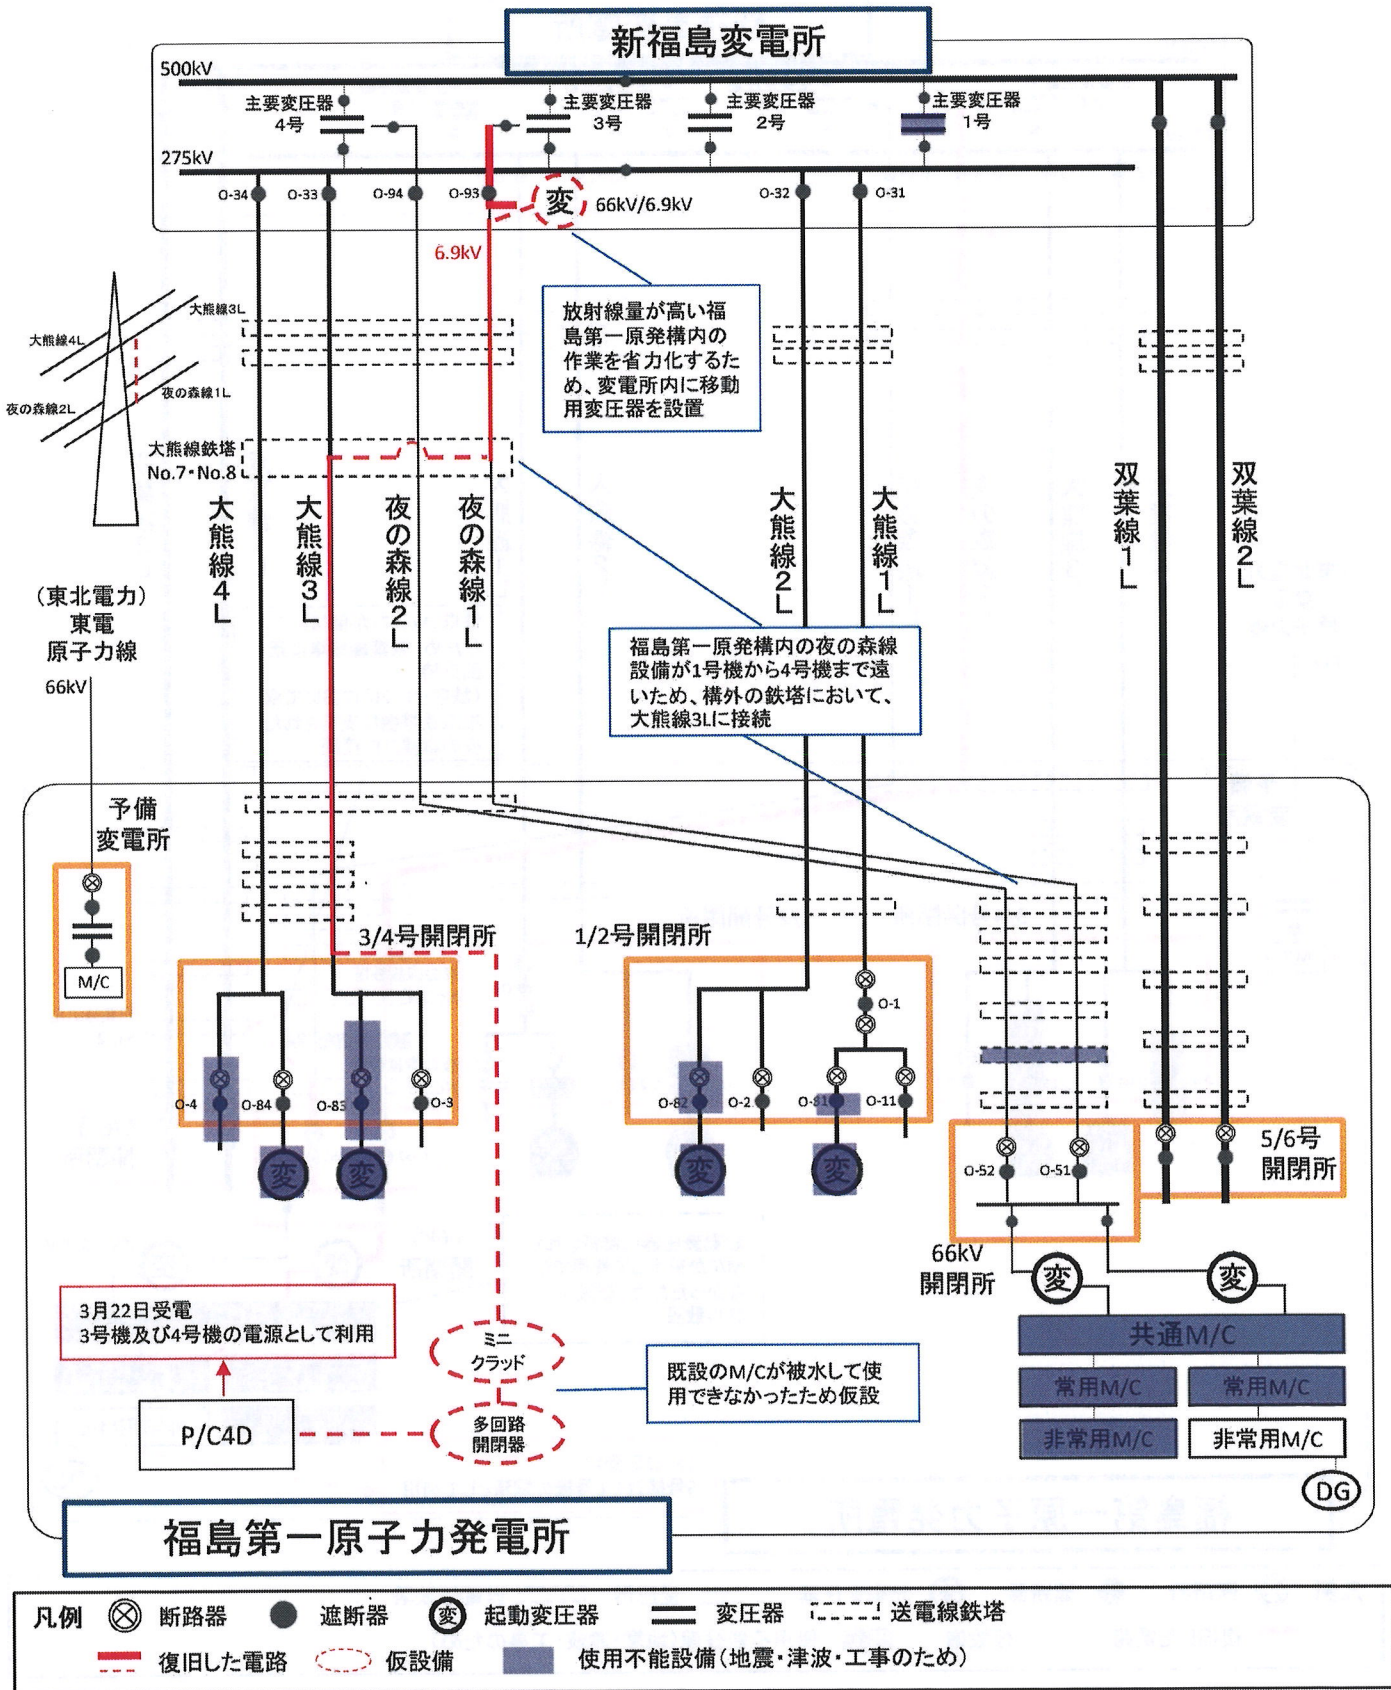 新福島変電所
500kV
主要変圧器
4号
主要変圧器
3号
主要変圧器
2号
主要変圧器
1号
275kV
O-34
O-33
O-94
O-93
変
66kV/6.9kV
O-32
O-31
6.9kV
大熊線3L
大熊線4L
夜の森線1L
夜の森線2L
放射線量が高い福
島第一原発構内の
作業を省力化するた
め、変電所内に移動
用変圧器を設置
大熊線鉄塔
No.7・No.8
大熊線4L
大熊線3L
夜の森線2L
夜の森線1L
大熊線2L
大熊線1L
双葉線1L
双葉線2L
（東北電力）
東電
原子力線
66kV
福島第一原発構内の夜の森線
設備が1号機から4号機まで遠
いため、構外の鉄塔において、
大熊線3Lに接続
予備
変電所
M/C
3/4号開閉所
O-4
O-84
O-83
O-3
変
変
1/2号開閉所
O-1
O-82
O-2
O-81
O-11
変
変
5/6号
開閉所
O-52
O-51
66kV
開閉所
変
変
共通M/C
常用M/C
常用M/C
非常用M/C
非常用M/C
DG
3月22日受電
3号機及び4号機の電源として利用
ミニ
クラッド
多回路
開閉器
P/C4D
既設のM/Cが被水して使
用できなかったため仮設
福島第一原子力発電所
凡例 断路器 遮断器 変 起動変圧器 変圧器 送電線鉄塔
復旧した電路 仮設備 使用不能設備（地震・津波・工事のため）